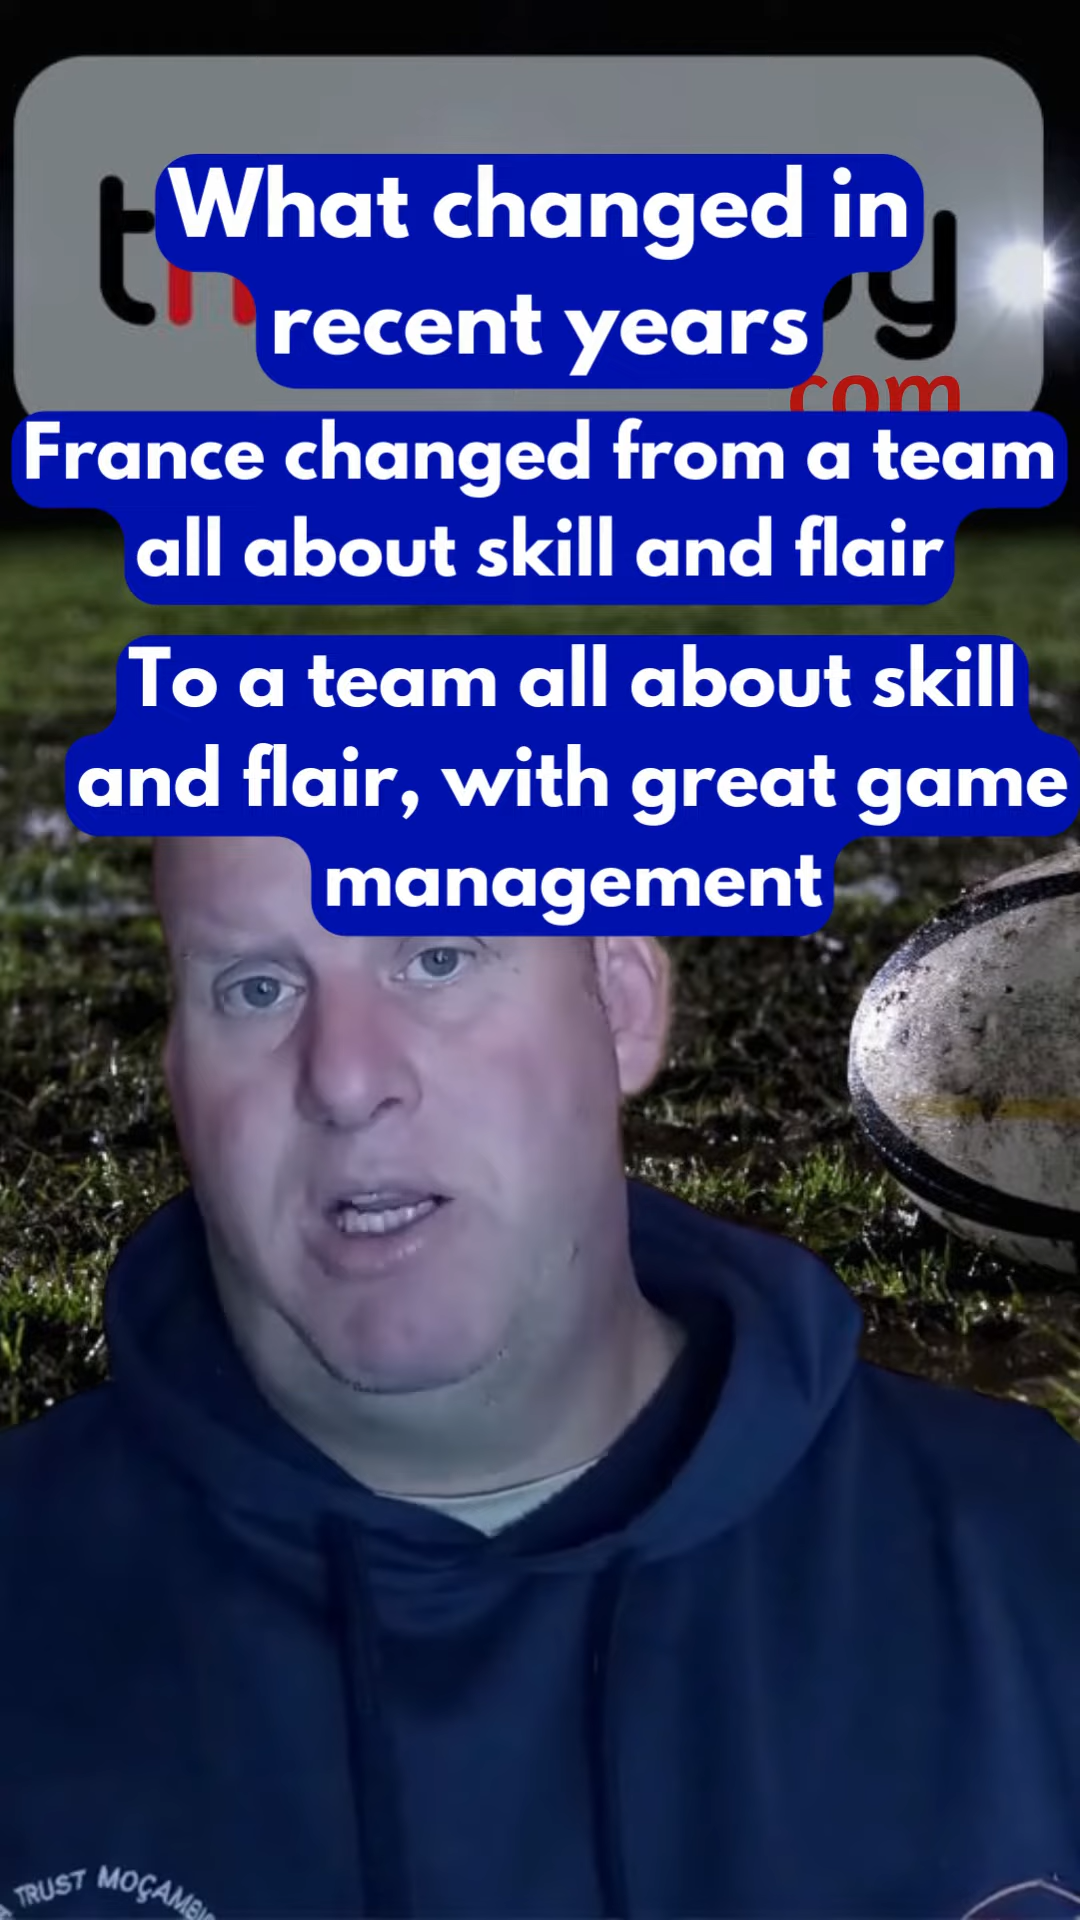 What changed in
recent years
com
France changed from a team
all about skill and flair
To a team all about skill
and flair, with great game
management
TRUST MOÇAMBIC